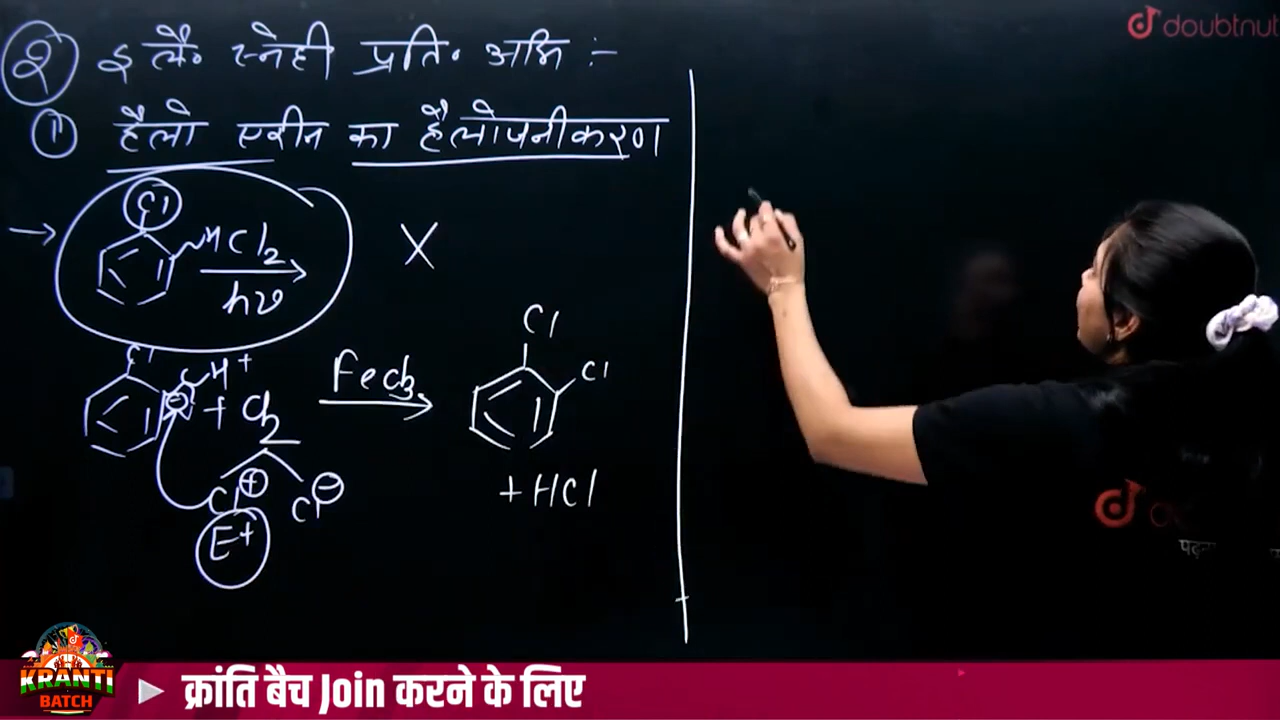 २ इलै॰ स्नेही प्रति॰ अभि :-
① हैलो एरीन का हैलोजनीकरण
Cl
H Cl2
hν
X
Cl
H+
⊖ + Cl2
FeCl3
Cl
Cl
Cl⊕ Cl⊖
+ HCl
E+
doubtnut
KRANTI
BATCH
क्रांति बैच Join करने के लिए